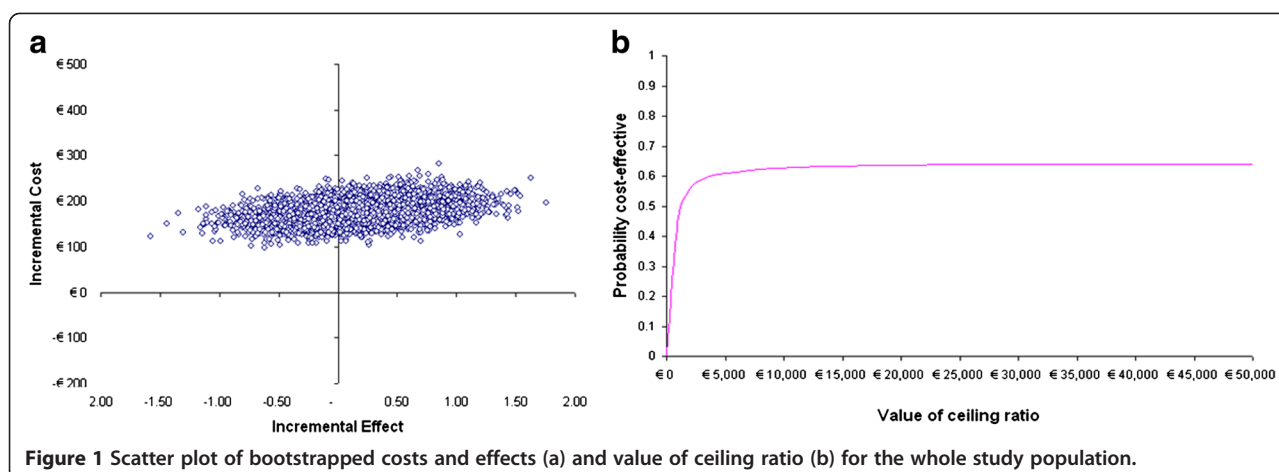 a
€ 500
€ 400
€ 300
€ 200
€ 100
€ 0
-€ 100
-€ 200
Incremental Cost
2.00 -1.50 -1.00 -0.50 - 0.50 1.00 1.50 2.00
Incremental Effect
b
1
0.9
0.8
0.7
0.6
0.5
0.4
0.3
0.2
0.1
0
Probability cost-effective
€ 0 € 5,000 € 10,000 € 15,000 € 20,000 € 25,000 € 30,000 € 35,000 € 40,000 € 45,000 € 50,000
Value of ceiling ratio
Figure 1 Scatter plot of bootstrapped costs and effects (a) and value of ceiling ratio (b) for the whole study population.